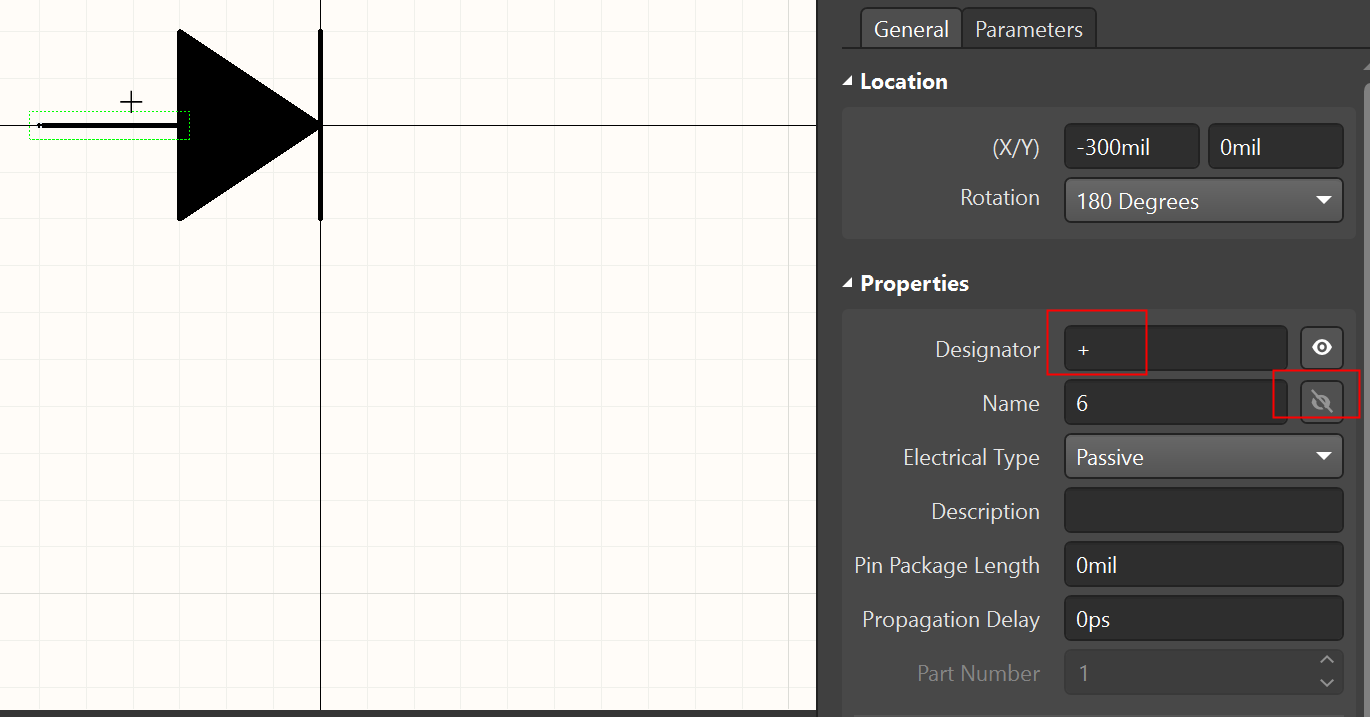 General Parameters
Location
(X/Y) -300mil 0mil
Rotation 180 Degrees
Properties
Designator +
Name 6
Electrical Type Passive
Description
Pin Package Length 0mil
Propagation Delay 0ps
Part Number 1
+